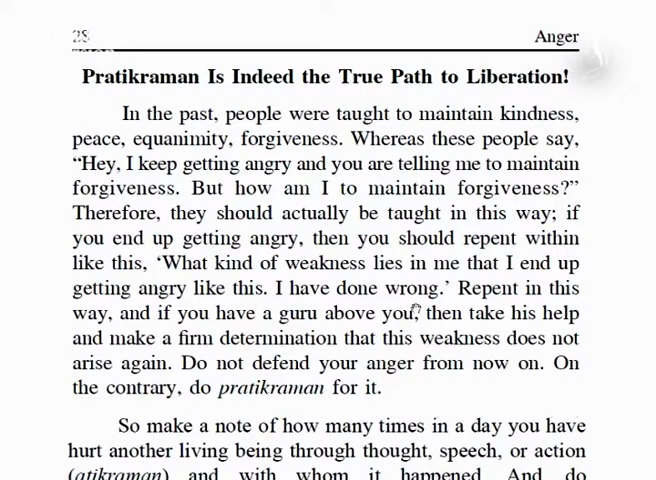 28
Anger
Pratikraman Is Indeed the True Path to Liberation!
In the past, people were taught to maintain kindness,
peace, equanimity, forgiveness. Whereas these people say,
“Hey, I keep getting angry and you are telling me to maintain
forgiveness. But how am I to maintain forgiveness?”
Therefore, they should actually be taught in this way; if
you end up getting angry, then you should repent within
like this, ‘What kind of weakness lies in me that I end up
getting angry like this. I have done wrong.’ Repent in this
way, and if you have a guru above you, then take his help
and make a firm determination that this weakness does not
arise again. Do not defend your anger from now on. On
the contrary, do pratikraman for it.
So make a note of how many times in a day you have
hurt another living being through thought, speech, or action
(atikraman) and with whom it happened. And do